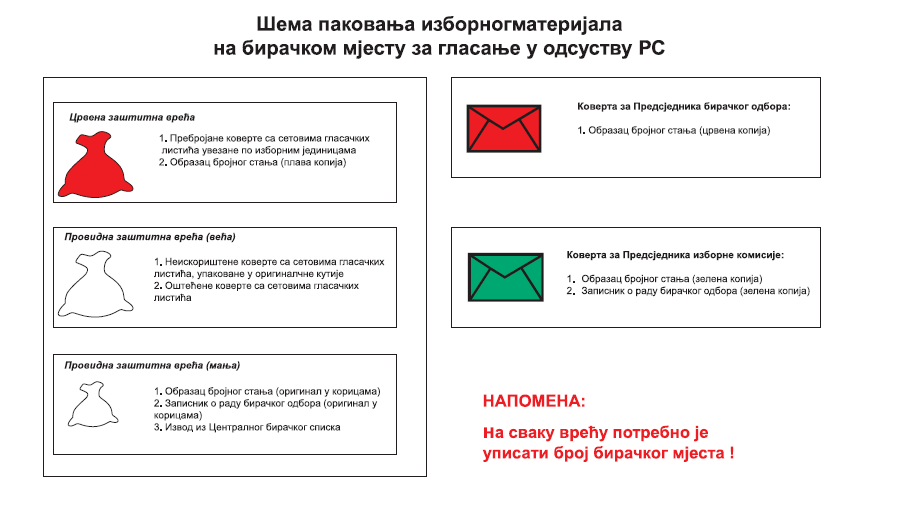 Шема паковања изборногматеријала
на бирачком мјесту за гласање у одсуству РС
Црвена заштитна врећа
1. Пребројане коверте са сетовима гласачких
листића увезане по изборним јединицама
2. Образац бројног стања (плава копија)
Провидна заштитна врећа (већа)
1. Неискориштене коверте са сетовима гласачких
листића, упаковане у оригиналчне кутије
2. Оштећене коверте са сетовима гласачких
листића
Провидна заштитна врећа (мања)
1. Образац бројног стања (оригинал у корицама)
2. Записник о раду бирачког одбора (оригинал у
корицама)
3. Извод из Централног бирачког списка
Коверта за Предсједника бирачког одбора:
1. Образац бројног стања (црвена копија)
Коверта за Предсједника изборне комисије:
1. Образац бројног стања (зелена копија)
2. Записник о раду бирачког одбора (зелена копија)
НАПОМЕНА:
На сваку врећу потребно је
уписати број бирачког мјеста !